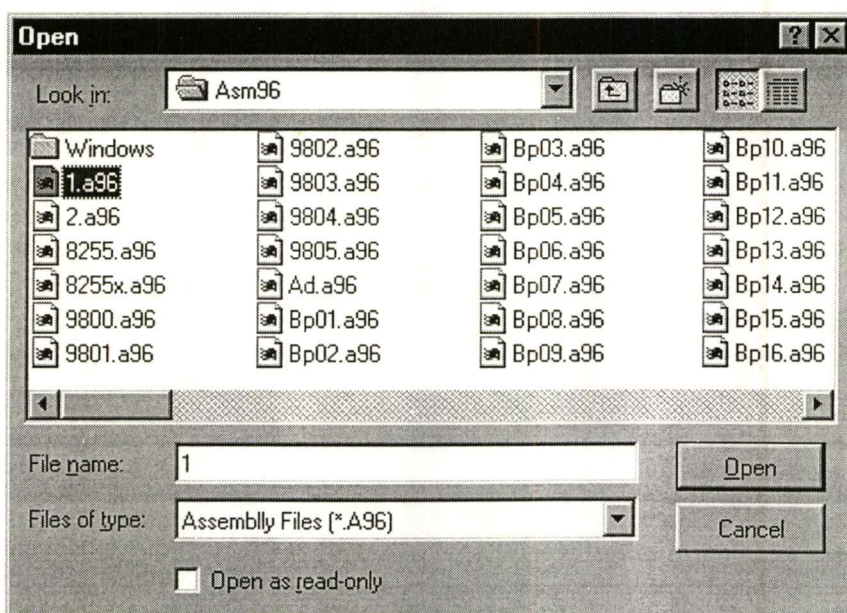 Open
Look in: Asm96
Windows 9802.a96 Bp03.a96 Bp10.a96
1.a96 9803.a96 Bp04.a96 Bp11.a96
2.a96 9804.a96 Bp05.a96 Bp12.a96
8255.a96 9805.a96 Bp06.a96 Bp13.a96
8255x.a96 Ad.a96 Bp07.a96 Bp14.a96
9800.a96 Bp01.a96 Bp08.a96 Bp15.a96
9801.a96 Bp02.a96 Bp09.a96 Bp16.a96
File name: 1 Open
Files of type: Assemblly Files (*.A96) Cancel
Open as read-only